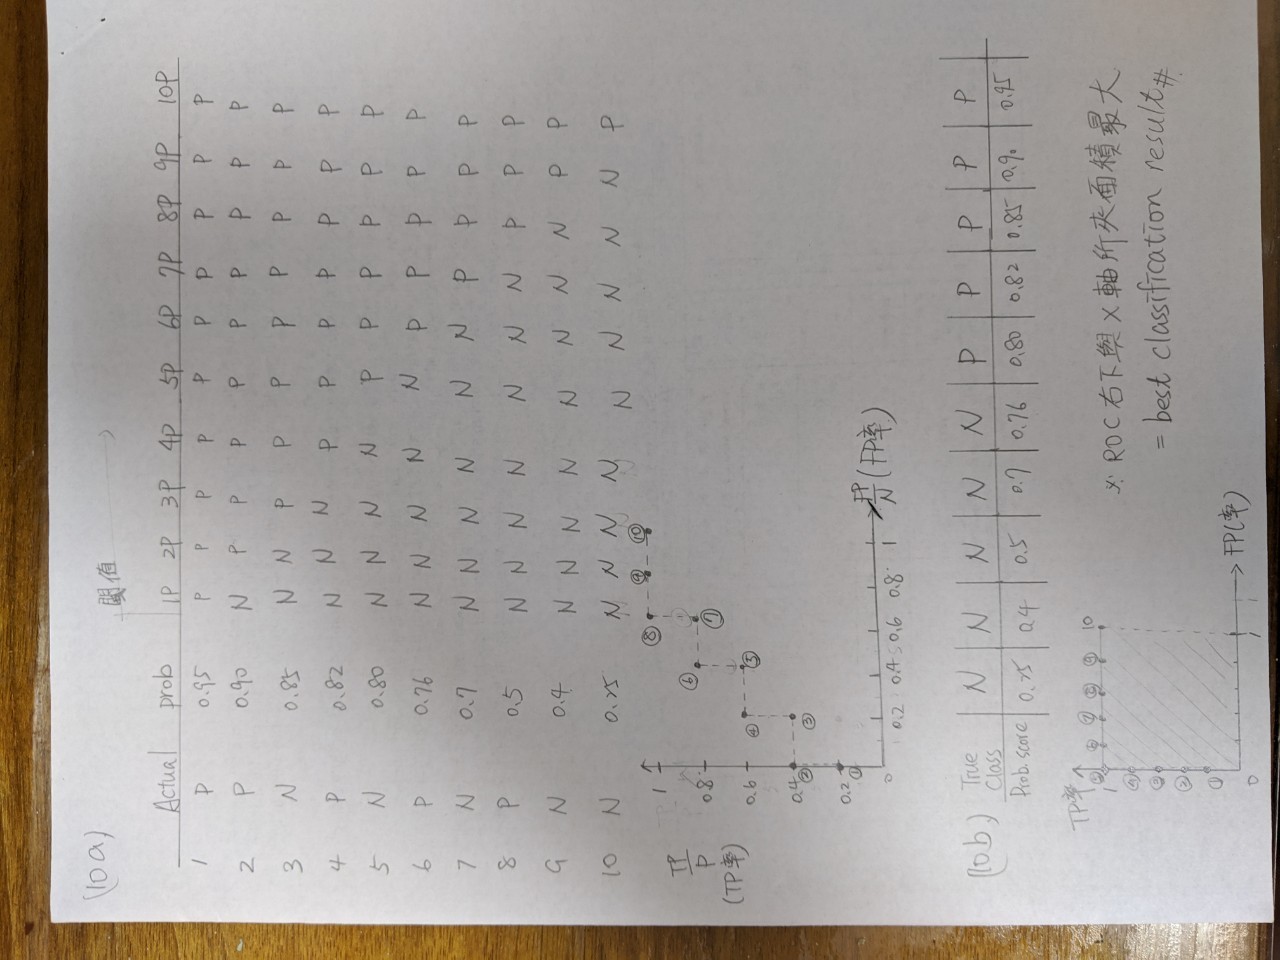 (10a)
閾值
Actual prob 1P 2P 3P 4P 5P 6P 7P 8P 9P 10P
1 P 0.95 P P P P P P P P P P
2 P 0.90 N P P P P P P P P P
3 N 0.85 N N P P P P P P P P
4 P 0.82 N N N P P P P P P P
5 N 0.80 N N N N P P P P P P
6 P 0.76 N N N N N P P P P P
7 N 0.7 N N N N N N P P P P
8 P 0.5 N N N N N N N P P P
9 N 0.4 N N N N N N N N P P
10 N 0.25 N N N N N N N N N P
TP/P
(TP率)
1
0.8
0.6
0.4
0.2
0
① ② ③ ④ ⑤ ⑥ ⑦ ⑧ ⑨ ⑩
0.2 0.4 0.6 0.8 1
FP/N (FP率)
(10b.)
True Class N N N N N P P P P P
Prob. score 0.25 0.4 0.5 0.7 0.76 0.80 0.82 0.85 0.90 0.95
TP率
⑤ ⑥ ⑦ ⑧ ⑨ 10
1
④
③
②
①
0 1 1 FP(率)
※: ROC右下與X軸所夾面積最大
= best classification result #